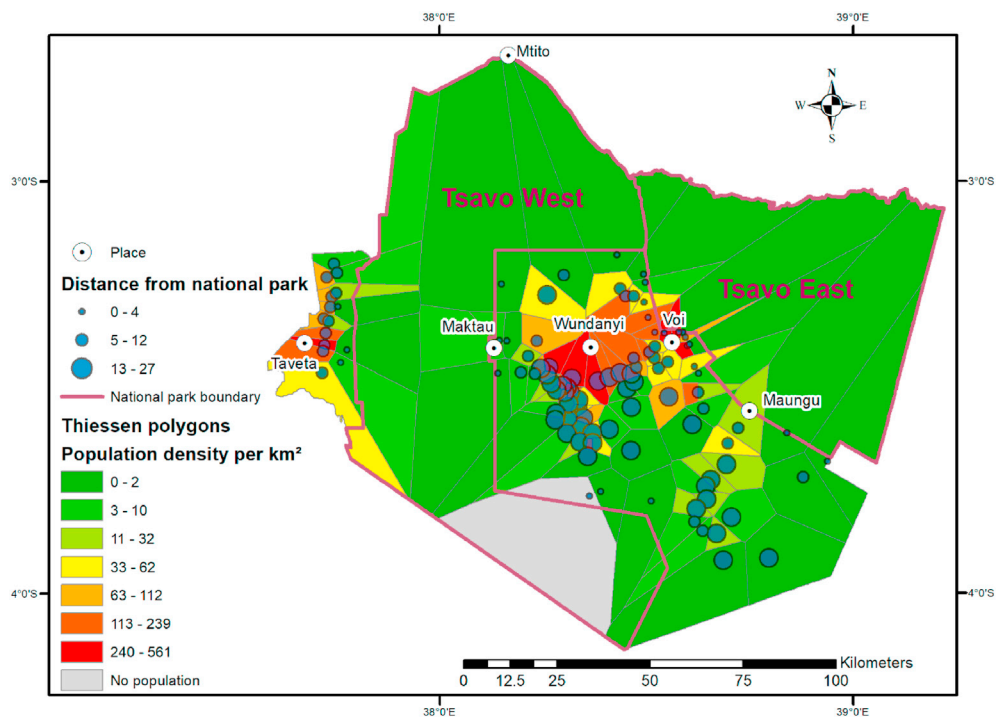 38°0'E
39°0'E
Mtito
N
W
E
S
3°0'S
3°0'S
Tsavo West
Place
Distance from national park
0 - 4
5 - 12
13 - 27
National park boundary
Tsavo East
Maktau
Wundanyi
Voi
Taveta
Maungu
Thiessen polygons
Population density per km²
0 - 2
3 - 10
11 - 32
33 - 62
63 - 112
113 - 239
240 - 561
No population
4°0'S
4°0'S
Kilometers
0 12.5 25 50 75 100
38°0'E
39°0'E